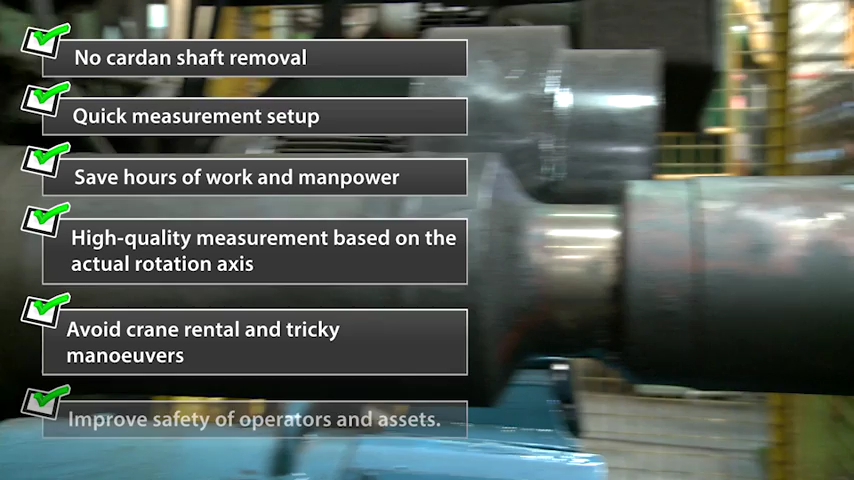 No cardan shaft removal
Quick measurement setup
Save hours of work and manpower
High-quality measurement based on the
actual rotation axis
Avoid crane rental and tricky
manoeuvers
Improve safety of operators and assets.